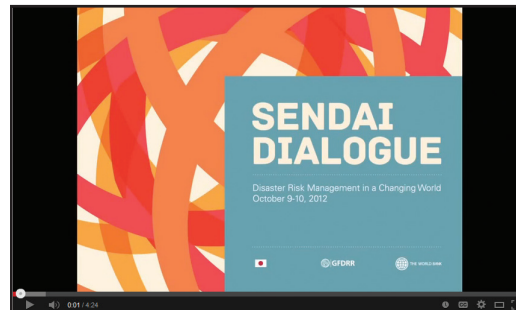 SENDAI
DIALOGUE
Disaster Risk Management in a Changing World
October 9-10, 2012
GFDRR
THE WORLD BANK
0:01 / 4:24
CC